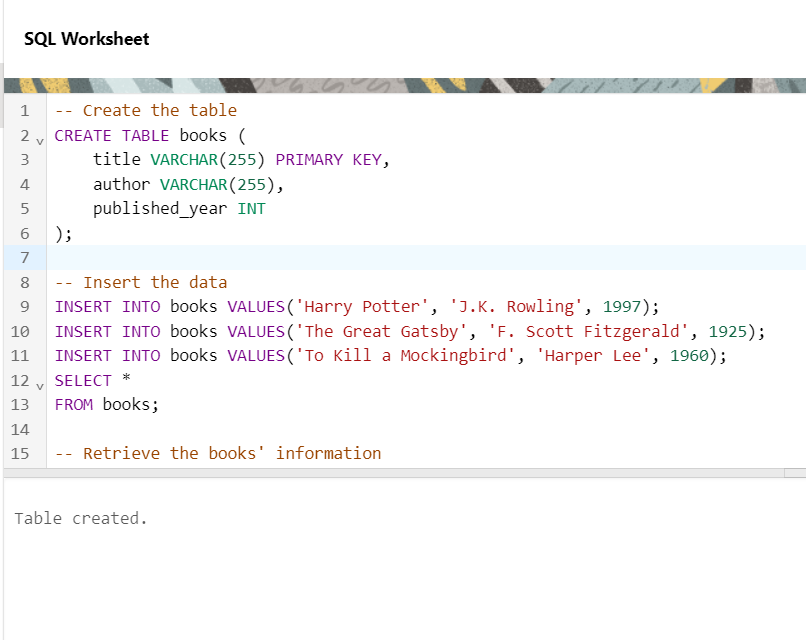 SQL Worksheet
1 -- Create the table
2 CREATE TABLE books (
3 title VARCHAR(255) PRIMARY KEY,
4 author VARCHAR(255),
5 published_year INT
6 );
7
8 -- Insert the data
9 INSERT INTO books VALUES('Harry Potter', 'J.K. Rowling', 1997);
10 INSERT INTO books VALUES('The Great Gatsby', 'F. Scott Fitzgerald', 1925);
11 INSERT INTO books VALUES('To Kill a Mockingbird', 'Harper Lee', 1960);
12 SELECT *
13 FROM books;
14
15 -- Retrieve the books' information
Table created.